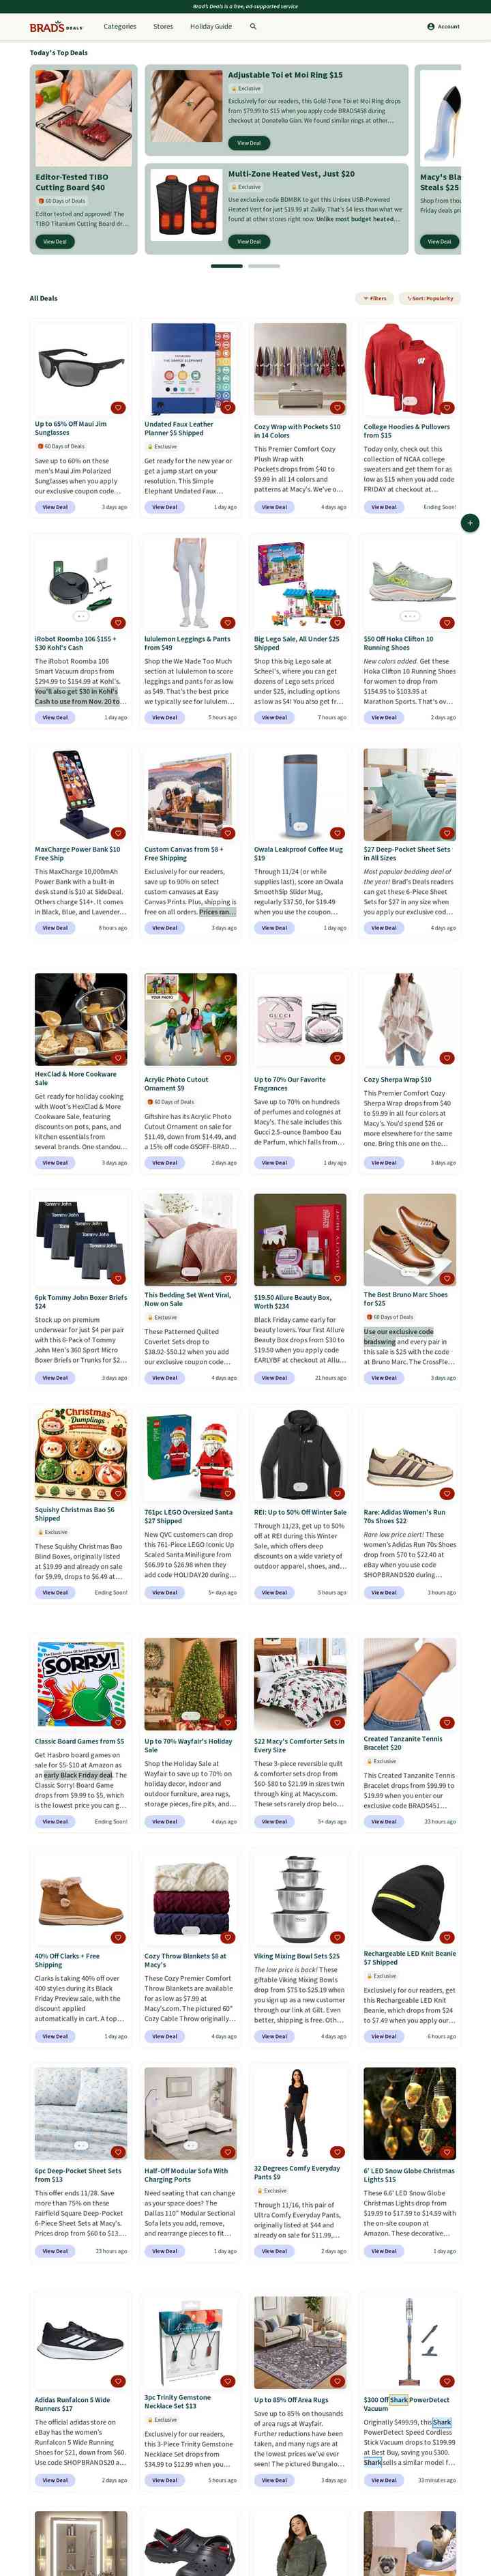 Brad's Deals is a free, ad-supported service
BRAD'S DEALS
Categories
Stores
Holiday Guide
Account
Today's Top Deals
Editor-Tested TIBO
Cutting Board $40
60 Days of Deals
Editor tested and approved! The
TIBO Titanium Cutting Board dr...
View Deal
Adjustable Toi et Moi Ring $15
Exclusive
Exclusively for our readers, this Gold-Tone Toi et Moi Ring drops
from $79.99 to $15 when you apply code BRADS458 during
checkout at Donatello Gian. We found similar rings at other...
View Deal
Multi-Zone Heated Vest, Just $20
Exclusive
Use exclusive code BDMBA to get this Unisex USB-Powered
Heated Vest for just $19.99 at Zulily. That's $4 less than what we
found at other stores right now. Unlike most budget heated...
View Deal
Macy's Bla
Steals $25
Shop from thou
Friday deals pri
View Deal
All Deals
Filters
Sort: Popularity
Up to 65% Off Maui Jim
Sunglasses
60 Days of Deals
Save up to 60% on these
men's Maui Jim Polarized
Sunglasses when you apply
our exclusive coupon code...
View Deal
3 days ago
Undated Faux Leather
Planner $5 Shipped
Exclusive
Get ready for the new year or
get a jump start on your
resolution. This Simple
Elephant Undated Faux...
View Deal
1 day ago
Cozy Wrap with Pockets $10
in 14 Colors
This Premier Comfort Cozy
Plush Wrap with
Pockets drops from $40 to
$9.99 in all 14 colors and
patterns at Macy's. We've o...
View Deal
4 days ago
College Hoodies & Pullovers
from $15
Today only, check out this
collection of NCAA college
sweaters and get them for as
low as $15 when you add code
FRIDAY at checkout at...
View Deal
Ending Soon!
iRobot Roomba 106 $155 +
$30 Kohl's Cash
The iRobot Roomba 106
Smart Vacuum drops from
$294.99 to $154.99 at Kohl's.
You'll also get $30 in Kohl's
Cash to use from Nov. 20 to...
View Deal
1 day ago
lululemon Leggings & Pants
from $49
Shop the We Made Too Much
section at lululemon to score
leggings and pants for as low
as $49. That's the best price
we typically see for lululem...
View Deal
5 hours ago
Big Lego Sale, All Under $25
Shipped
Shop this big Lego sale at
Scheel's, where you can get
dozens of Lego sets priced
under $25, including options
as low as $4! You also get fr...
View Deal
7 hours ago
$50 Off Hoka Clifton 10
Running Shoes
New colors added. Get these
Hoka Clifton 10 Running Shoes
for women to drop from
$154.95 to $103.95 at
Marathon Sports. That's ov...
View Deal
2 days ago
MaxCharge Power Bank $10
Free Ship
This MaxCharge 10,000mAh
Power Bank with a built-in
desk stand is $10 at SideDeal.
Others charge $14+. It comes
in Black, Blue, and Lavender...
View Deal
8 hours ago
Custom Canvas from $8 +
Free Shipping
Exclusively for our readers,
save up to 90% on select
custom canvases at Easy
Canvas Prints. Plus, shipping is
free on all orders. Prices ran...
View Deal
3 days ago
Owala Leakproof Coffee Mug
$19
Through 11/24 (or while
supplies last), score an Owala
SmoothSip Slider Mug,
regularly $37.50, for $19.49
when you use the coupon...
View Deal
1 day ago
$27 Deep-Pocket Sheet Sets
in All Sizes
Most popular bedding deal of
the year! Brad's Deals readers
can get these 6-Piece Sheet
Sets for $27 in any size when
you apply our exclusive cod...
View Deal
4 days ago
HexClad & More Cookware
Sale
Get ready for holiday cooking
with Woot's HexClad & More
Cookware Sale, featuring
discounts on pots, pans, and
kitchen essentials from
several brands. One standou...
View Deal
3 days ago
YOUR PHOTO
Acrylic Photo Cutout
Ornament $9
60 Days of Deals
Giftshire has its Acrylic Photo
Cutout Ornament on sale for
$11.49, down from $14.49, and
a 15% off code GSOFF-BRAD...
View Deal
2 days ago
GUCCI
Up to 70% Our Favorite
Fragrances
Save up to 70% on hundreds
of perfumes and colognes at
Macy's. The sale includes this
Gucci 2.5-ounce Bamboo Eau
de Parfum, which falls from...
View Deal
1 day ago
Cozy Sherpa Wrap $10
This Premier Comfort Cozy
Sherpa Wrap drops from $40
to $9.99 in all four colors at
Macy's. You'd spend $26 or
more elsewhere for the same
one. Bring this one on the...
View Deal
3 days ago
Tommy John
Tommy John
6pk Tommy John Boxer Briefs
$24
Stock up on premium
underwear for just $4 per pair
with this 6-Pack of Tommy
John Men's 360 Sport Micro
Boxer Briefs or Trunks for $2...
View Deal
3 days ago
This Bedding Set Went Viral,
Now on Sale
Exclusive
These Patterned Quilted
Coverlet Sets drop to
$38.92-$50.12 when you add
our exclusive coupon code...
View Deal
4 days ago
$19.50 Allure Beauty Box,
Worth $234
Black Friday came early for
beauty lovers. Your first Allure
Beauty Box drops from $30 to
$19.50 when you apply code
EARLYBF at checkout at Allu...
View Deal
21 hours ago
The Best Bruno Marc Shoes
for $25
60 Days of Deals
Use our exclusive code
bradswing and every pair in
this sale is $25 with the code
at Bruno Marc. The CrossFle...
View Deal
3 days ago
Christmas
Dumplings
Squishy Christmas Bao $6
Shipped
Exclusive
These Squishy Christmas Bao
Blind Boxes, originally listed
at $19.99 and already on sale
for $9.99, drops to $6.49 at...
View Deal
Ending Soon!
761pc LEGO Oversized Santa
$27 Shipped
New QVC customers can drop
this 761-Piece LEGO Iconic Up
Scaled Santa Minifigure from
$66.99 to $26.98 when they
add code HOLIDAY20 during...
View Deal
5+ days ago
REI: Up to 50% Off Winter Sale
Through 11/23, get up to 50%
off at REI during this Winter
Sale, which offers deep
discounts on a wide variety of
outdoor apparel, shoes, and...
View Deal
5 hours ago
Rare: Adidas Women's Run
70s Shoes $22
Rare low price alert! These
women's Adidas Run 70s Shoes
drop from $70 to $22.40 at
eBay when you use code
SHOPBRANDS20 during...
View Deal
3 hours ago
SORRY!
Classic Board Games from $5
Get Hasbro board games on
sale for $5-$10 at Amazon as
an early Black Friday deal. The
Classic Sorry! Board Game
drops from $9.89 to $5, which
is the lowest price you can g...
View Deal
Ending Soon!
Up to 70% Wayfair's Holiday
Sale
Shop the Holiday Sale at
Wayfair to save up to 70% on
holiday decor, indoor and
outdoor furniture, area rugs,
storage pieces, fire pits, and...
View Deal
4 days ago
$22 Macy's Comforter Sets in
Every Size
These 3-piece reversible quilt
or comforter sets drop from
$60-$80 to $21.99 in sizes twin
through king at Macys.com.
These sets rarely drop belo...
View Deal
5+ days ago
Created Tanzanite Tennis
Bracelet $20
Exclusive
This Created Tanzanite Tennis
Bracelet drops from $99.99 to
$19.99 when you enter our
exclusive code BRADS451...
View Deal
23 hours ago
40% Off Clarks + Free
Shipping
Clarks is taking 40% off over
400 styles during its Black
Friday Preview sale, with the
discount applied
automatically in cart. A top...
View Deal
1 day ago
Cozy Throw Blankets $8 at
Macy's
These Cozy Premier Comfort
Throw Blankets are available
for as low as $7.99 at
Macys.com. The pictured 60"
Cozy Cable Throw originally...
View Deal
4 days ago
Viking Mixing Bowl Sets $25
The low price is back! These
giftable Viking Mixing Bowls
drop from $75 to $25.19 when
you sign up as a new customer
through our link at Gilt. Even
better, shipping is free. Oth...
View Deal
4 days ago
Rechargeable LED Knit Beanie
$7 Shipped
Exclusive
Exclusively for our readers, get
this Rechargeable LED Knit
Beanie, which drops from $24
to $7.49 when you apply our...
View Deal
6 hours ago
6pc Deep-Pocket Sheet Sets
from $13
This offer ends 11/28. Save
more than 75% on these
Fairfield Square Deep-Pocket
6-Piece Sheet Sets at Macy's.
Prices drop from $60 to $13....
View Deal
23 hours ago
Half-Off Modular Sofa With
Charging Ports
Need seating that can change
as your space does? The
Dallas 110" Modular Sectional
Sofa lets you add, remove,
and rearrange pieces to fit...
View Deal
1 day ago
32 Degrees Comfy Everyday
Pants $9
Exclusive
Through 11/16, this pair of
Ultra Comfy Everyday Pants,
originally listed at $44 and
already on sale for $11.99,...
View Deal
2 days ago
6' LED Snow Globe Christmas
Lights $15
These 6.6' LED Snow Globe
Christmas Lights drop from
$19.99 to $17.59 to $14.59 with
the on-site coupon at
Amazon. These decorative...
View Deal
1 day ago
Adidas Runfalcon 5 Wide
Runners $17
The official adidas store on
eBay has the women's
Runfalcon 5 Wide Running
Shoes for $21, down from $60.
Use code SHOPBRANDS20 a...
View Deal
2 days ago
3pc Trinity Gemstone
Necklace Set $13
Exclusive
Exclusively for our readers,
this 3-Piece Trinity Gemstone
Necklace Set drops from
$34.99 to $12.99 when you...
View Deal
5 hours ago
Up to 85% Off Area Rugs
Save up to 85% on thousands
of area rugs at Wayfair.
Further reductions have been
taken, and many rugs are at
the lowest prices we've ever
seen! The pictured Bungalo...
View Deal
3 days ago
$300 Off Shark PowerDetect
Vacuum
Originally $499.99, this Shark
PowerDetect Speed Cordless
Stick Vacuum drops to $199.99
at Best Buy, saving you $300.
Shark sells a similar model f...
View Deal
33 minutes ago